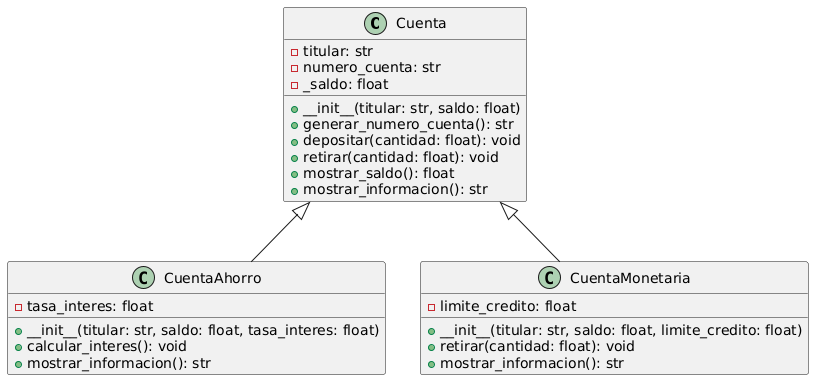 C Cuenta
titular: str
numero_cuenta: str
_saldo: float
__init__(titular: str, saldo: float)
generar_numero_cuenta(): str
depositar(cantidad: float): void
retirar(cantidad: float): void
mostrar_saldo(): float
mostrar_informacion(): str
C CuentaAhorro
tasa_interes: float
__init__(titular: str, saldo: float, tasa_interes: float)
calcular_interes(): void
mostrar_informacion(): str
C CuentaMonetaria
limite_credito: float
__init__(titular: str, saldo: float, limite_credito: float)
retirar(cantidad: float): void
mostrar_informacion(): str